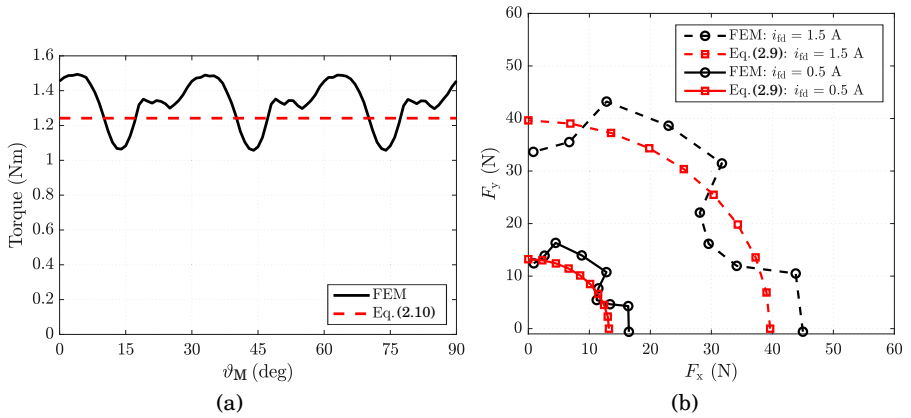 (a)
(b)
1.6
1.4
1.2
1
0.8
0.6
0.4
0.2
0
Torque (Nm)
FEM
Eq.(2.10)
0 15 30 45 60 75 90
ϑM (deg)
60
50
40
30
20
10
0
Fy (N)
FEM: ifd = 1.5 A
Eq.(2.9): ifd = 1.5 A
FEM: ifd = 0.5 A
Eq.(2.9): ifd = 0.5 A
0 10 20 30 40 50 60
Fx (N)
(a)
(b)